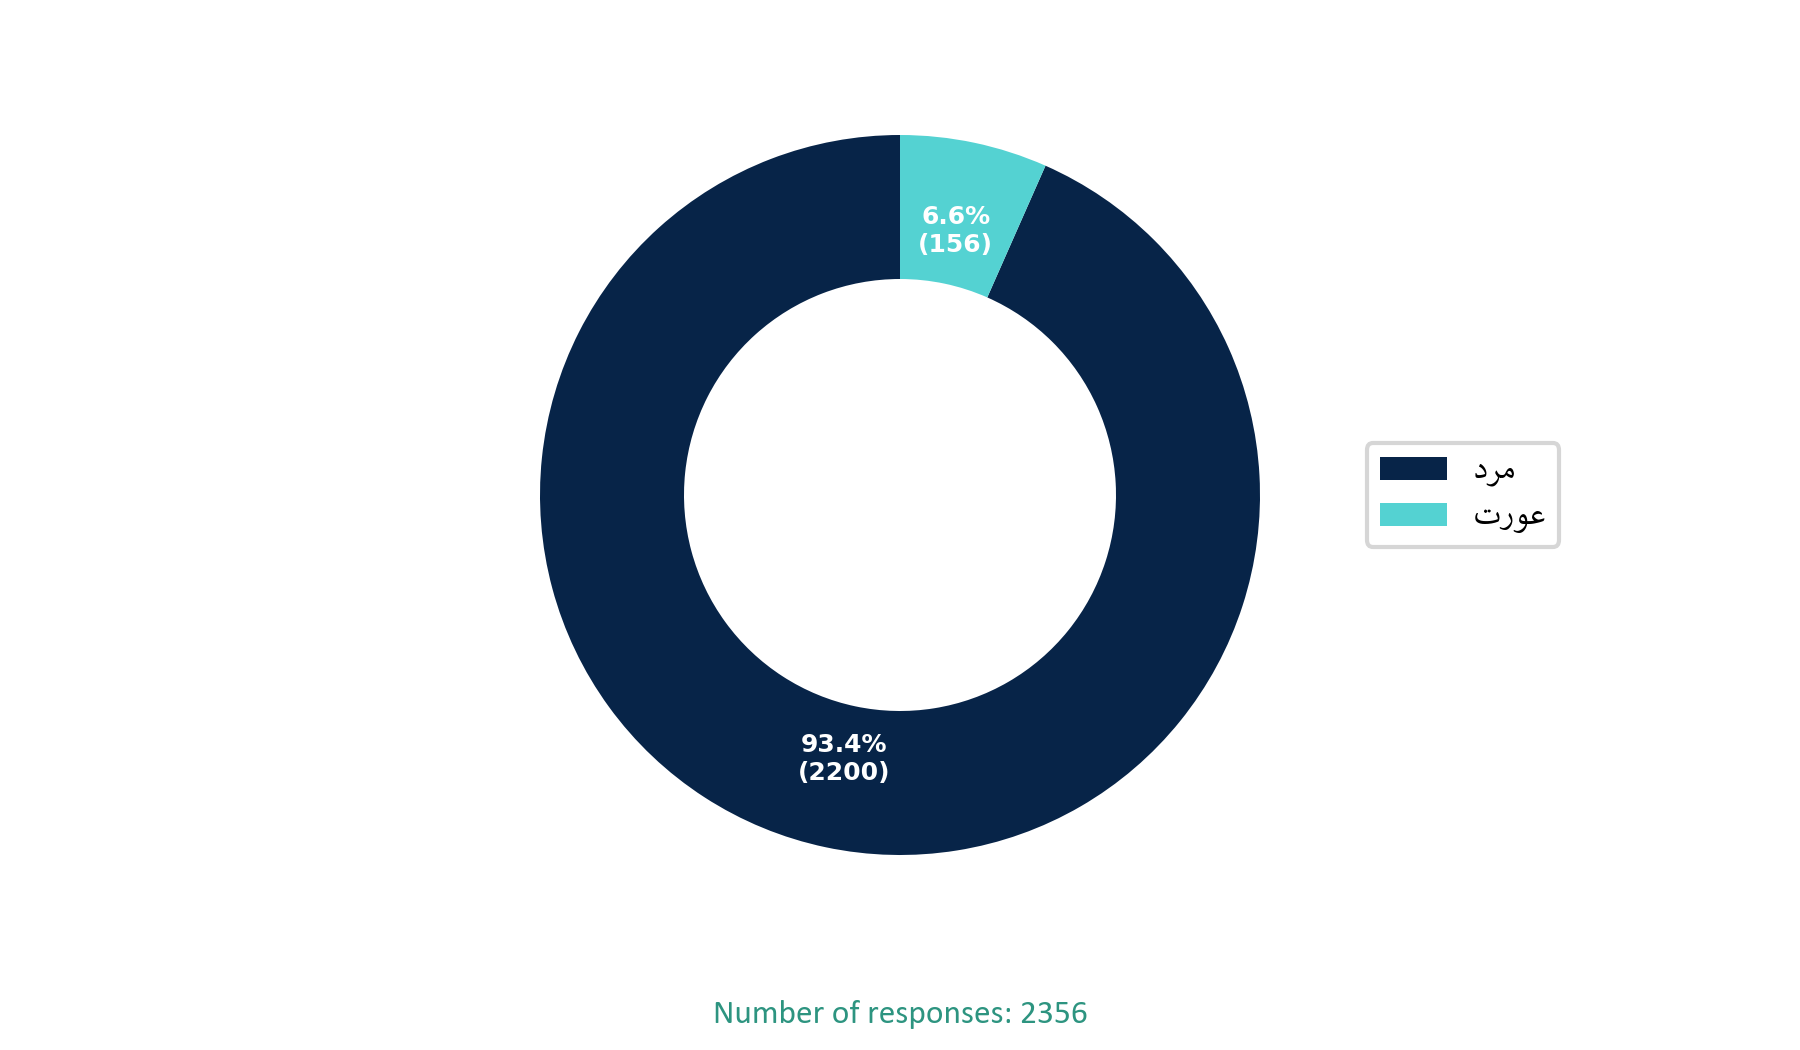 6.6%
(156)
مرد
عورت
93.4%
(2200)
Number of responses: 2356